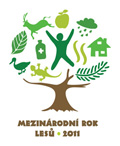 MEZINÁRODNÍ ROK
LESŮ • 2011